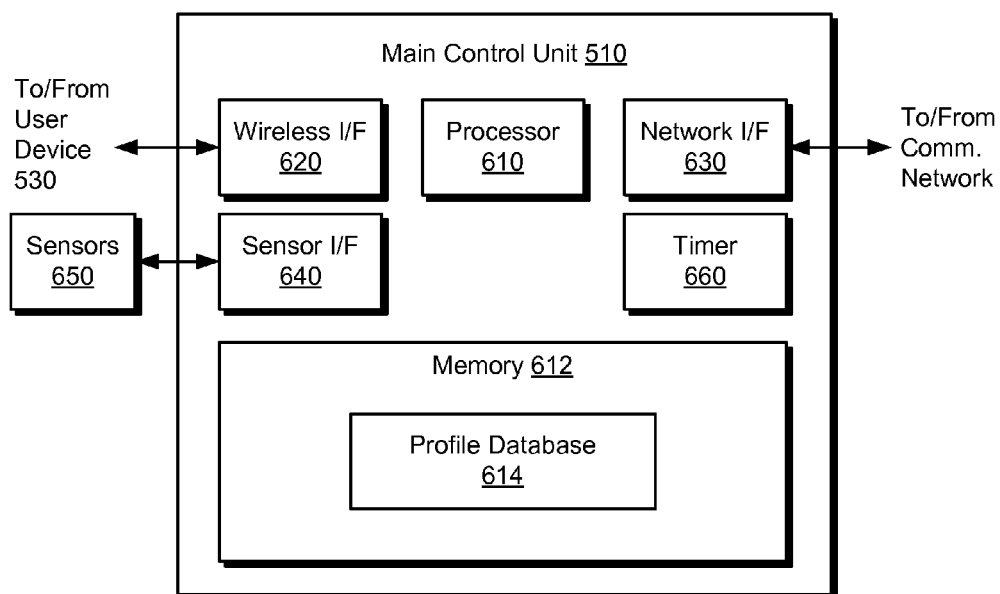 Main Control Unit 510
To/From
User
Device
530
Wireless I/F
620
Processor
610
Network I/F
630
To/From
Comm.
Network
Sensors
650
Sensor I/F
640
Timer
660
Memory 612
Profile Database
614